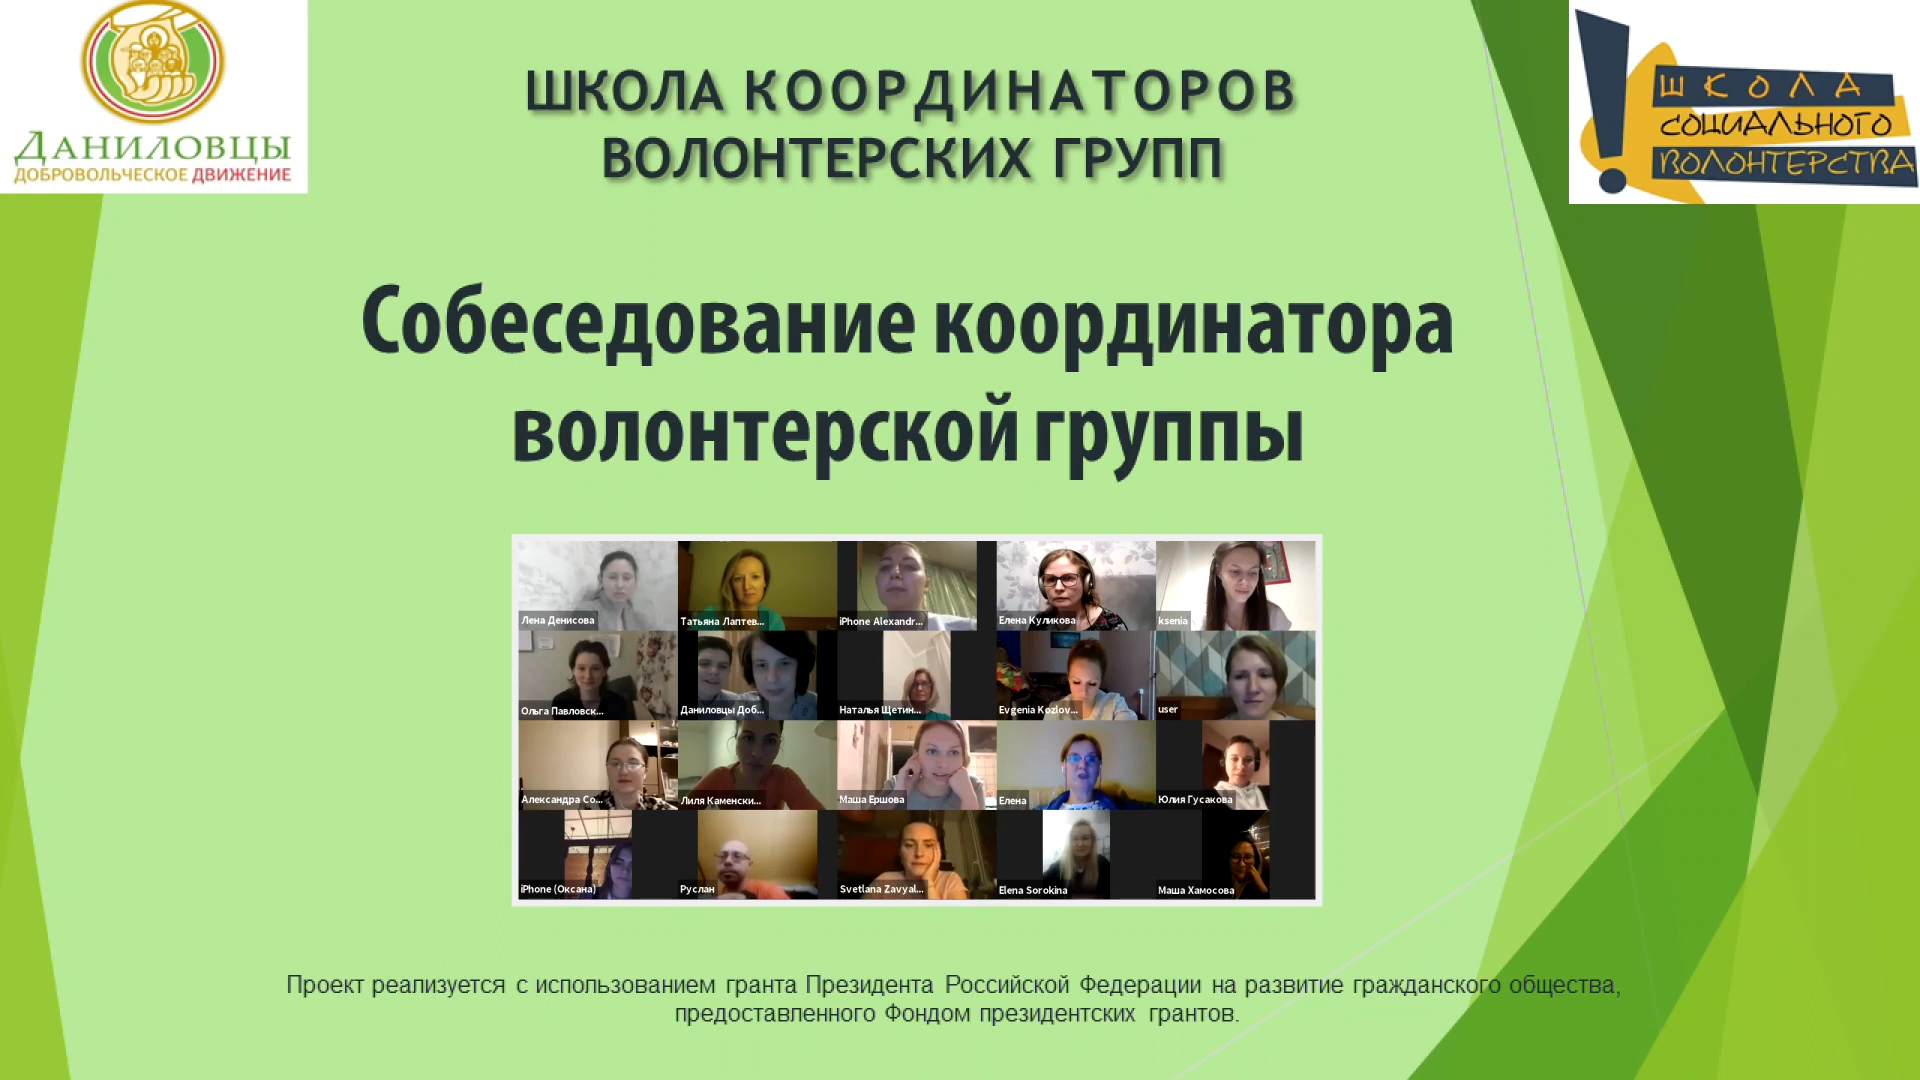 ДАНИЛОВЦЫ
ДОБРОВОЛЬЧЕСКОЕ ДВИЖЕНИЕ
ШКОЛА КООРДИНАТОРОВ
ВОЛОНТЕРСКИХ ГРУПП
ШКОЛА
СОЦИАЛЬНОГО
ВОЛОНТЕРСТВА
Собеседование координатора
волонтерской группы
Лена Денисова
Татьяна Лаптев...
iPhone Alexandr...
Елена Куликова
ksenia
Ольга Павловск...
Даниловцы Доб...
Наталья Щетин...
Evgenia Kozlov...
user
Александра Со...
Лиля Каменски...
Маша Ершова
Елена
Юлия Гусакова
iPhone (Оксана)
Руслан
Svetlana Zavyal...
Elena Sorokina
Маша Хамосова
Проект реализуется с использованием гранта Президента Российской Федерации на развитие гражданского общества,
предоставленного Фондом президентских грантов.